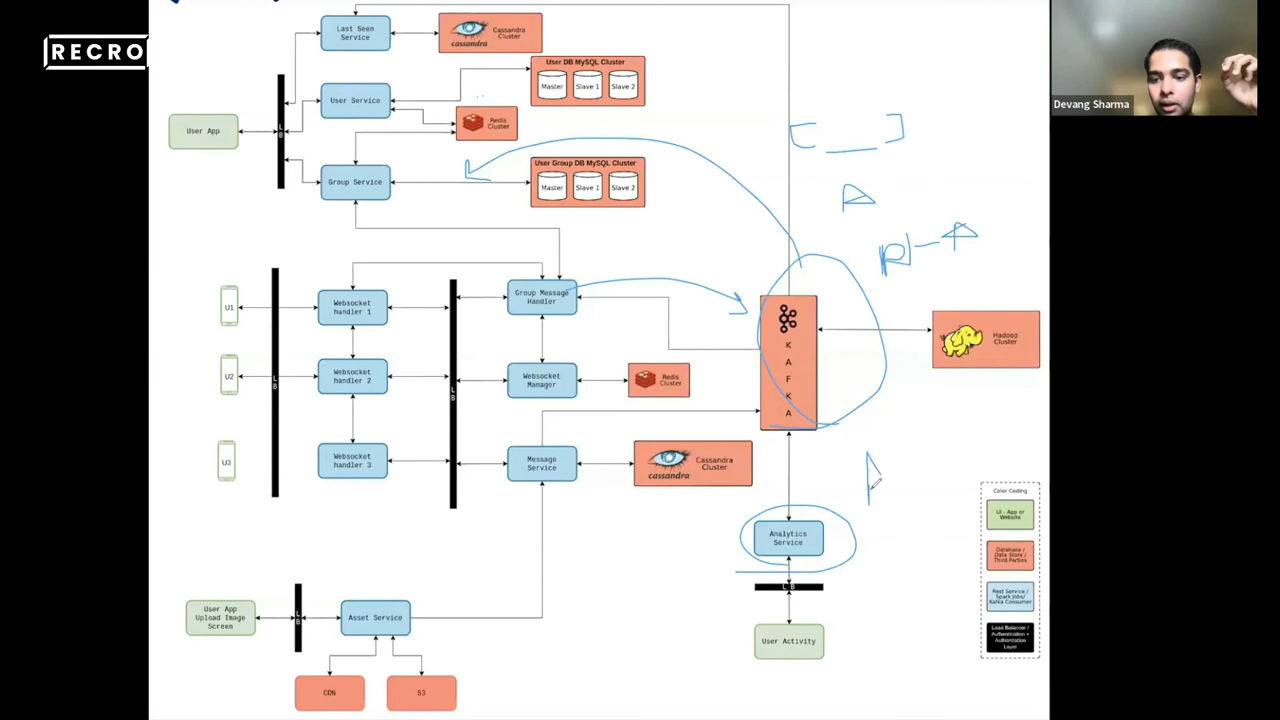 RECRO
Devang Sharma
Last Seen
Service
cassandra
Cassandra
Cluster
User DB MySQL Cluster
Master
Slave 1
Slave 2
User Service
Redis
Cluster
User App
LB
Group Service
User Group DB MySQL Cluster
Master
Slave 1
Slave 2
U1
U2
U3
LB
Websocket
handler 1
Websocket
handler 2
Websocket
handler 3
LB
Group Message
Handler
Websocket
Manager
Redis
Cluster
Message
Service
cassandra
Cassandra
Cluster
K
A
F
K
A
Hadoop
Cluster
Analytics
Service
LB
User Activity
User App
Upload Image
Screen
LB
Asset Service
CDN
S3
Color Coding
UI - App or
Website
Database /
Data Store /
Third Parties
Rest Service /
Spark Jobs/
Kafka Consumer
Load Balancer /
Authentication +
Authorization
Layer